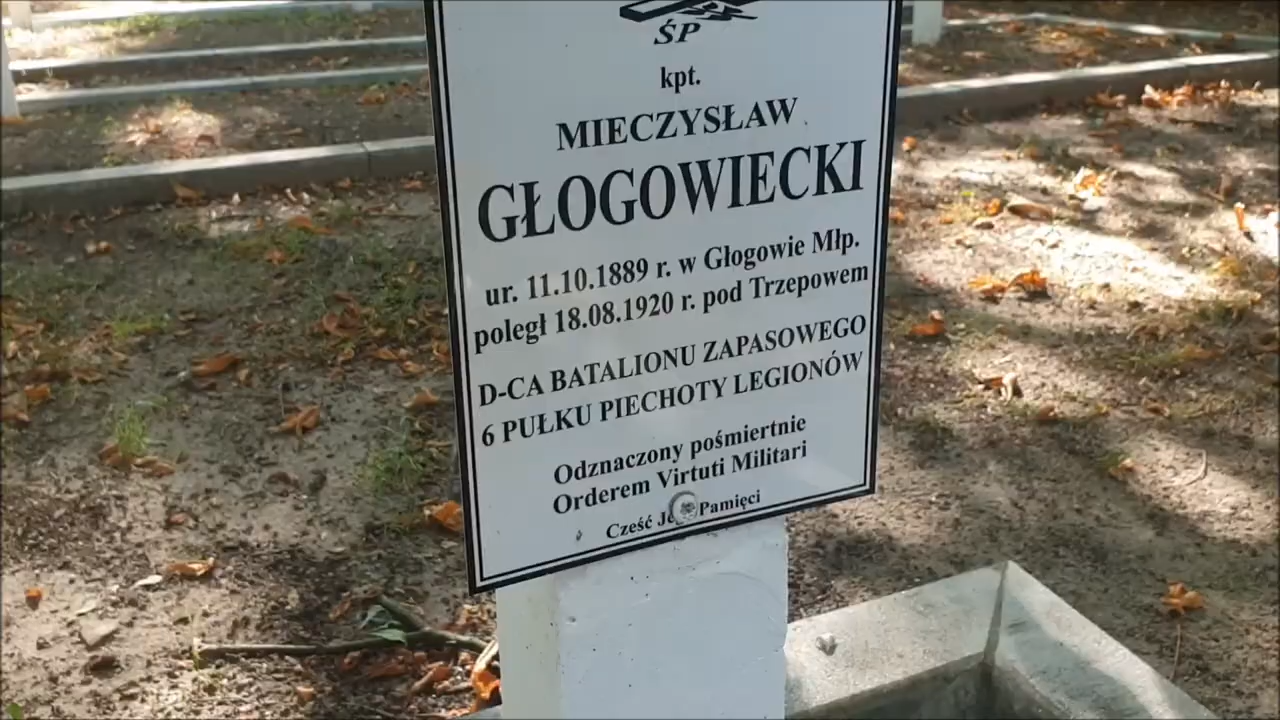 ŚP
kpt.
MIECZYSŁAW
GŁOGOWIECKI
ur. 11.10.1889 r. w Głogowie Młp.
poległ 18.08.1920 r. pod Trzepowem
D-CA BATALIONU ZAPASOWEGO
6 PUŁKU PIECHOTY LEGIONÓW
Odznaczony pośmiertnie
Orderem Virtuti Militari
Cześć Pamięci